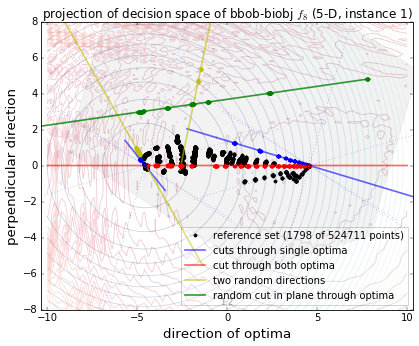 projection of decision space of bbob-biobj f₈ (5-D, instance 1)
8
6
4
2
0
−2
−4
−6
−8
perpendicular direction
reference set (1798 of 524711 points)
cuts through single optima
cut through both optima
two random directions
random cut in plane through optima
−10
−5
0
5
10
direction of optima